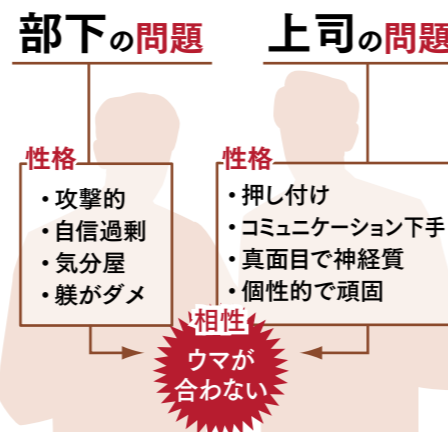 部下の問題
上司の問題
性格
・攻撃的
・自信過剰
・気分屋
・躾がダメ
性格
・押し付け
・コミュニケーション下手
・真面目で神経質
・個性的で頑固
相性
ウマが
合わない